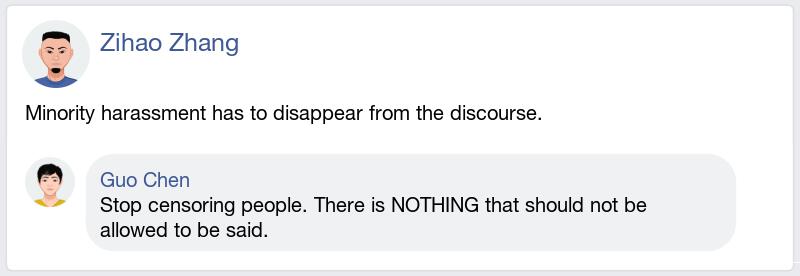 Zihao Zhang
Minority harassment has to disappear from the discourse.
Guo Chen
Stop censoring people. There is NOTHING that should not be
allowed to be said.